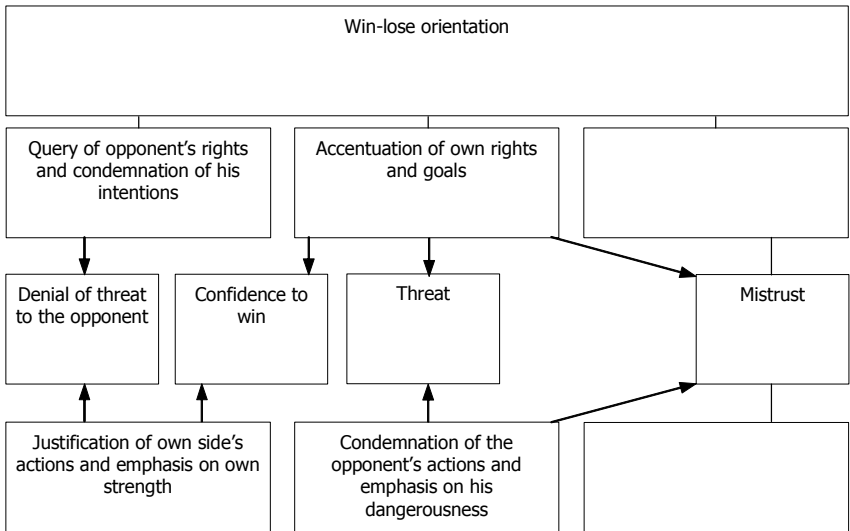 Win-lose orientation
Query of opponent's rights
and condemnation of his
intentions
Accentuation of own rights
and goals
Denial of threat
to the opponent
Confidence to
win
Threat
Mistrust
Justification of own side's
actions and emphasis on own
strength
Condemnation of the
opponent's actions and
emphasis on his
dangerousness